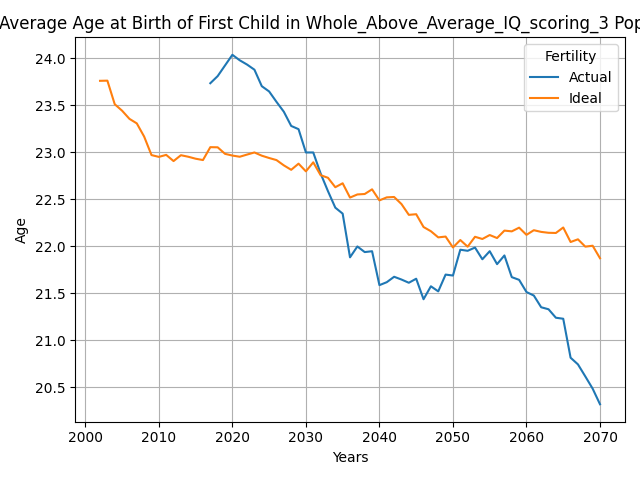 Average Age at Birth of First Child in Whole_Above_Average_IQ_scoring_3 Pop
Fertility
Actual
Ideal
24.0
23.5
23.0
22.5
22.0
21.5
21.0
20.5
Age
2000 2010 2020 2030 2040 2050 2060 2070
Years